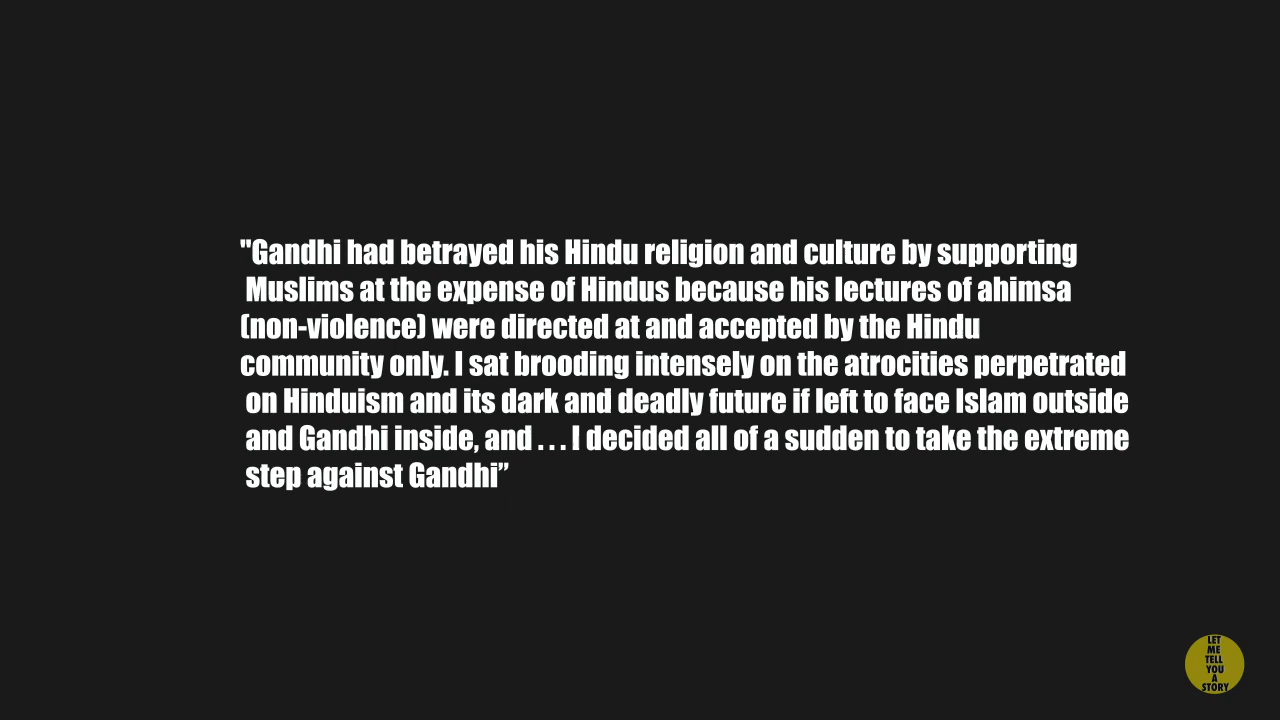 "Gandhi had betrayed his Hindu religion and culture by supporting
Muslims at the expense of Hindus because his lectures of ahimsa
(non-violence) were directed at and accepted by the Hindu
community only. I sat brooding intensely on the atrocities perpetrated
on Hinduism and its dark and deadly future if left to face Islam outside
and Gandhi inside, and . . . I decided all of a sudden to take the extreme
step against Gandhi”
LET
ME
TELL
YOU
A
STORY